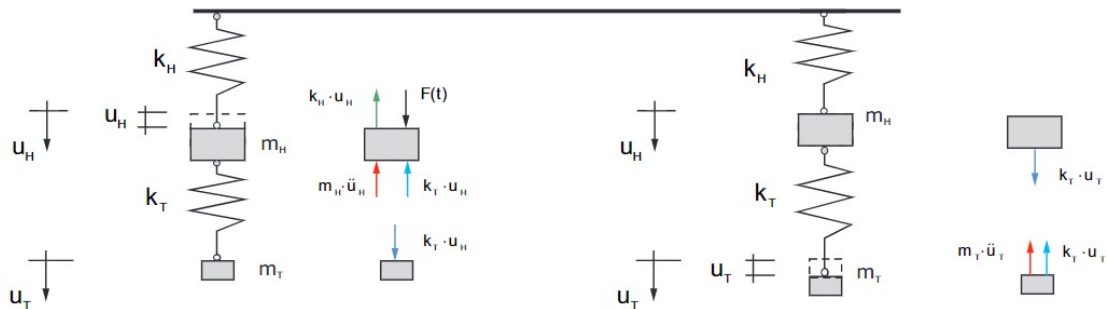 k_H
u_H
u_H
m_H
k_H · u_H
F(t)
m_H · ü_H
k_T · u_H
k_T
u_T
m_T
k_T · u_H
k_H
u_H
m_H
k_T · u_T
k_T
u_T
u_T
m_T
m_T · ü_T
k_T · u_T